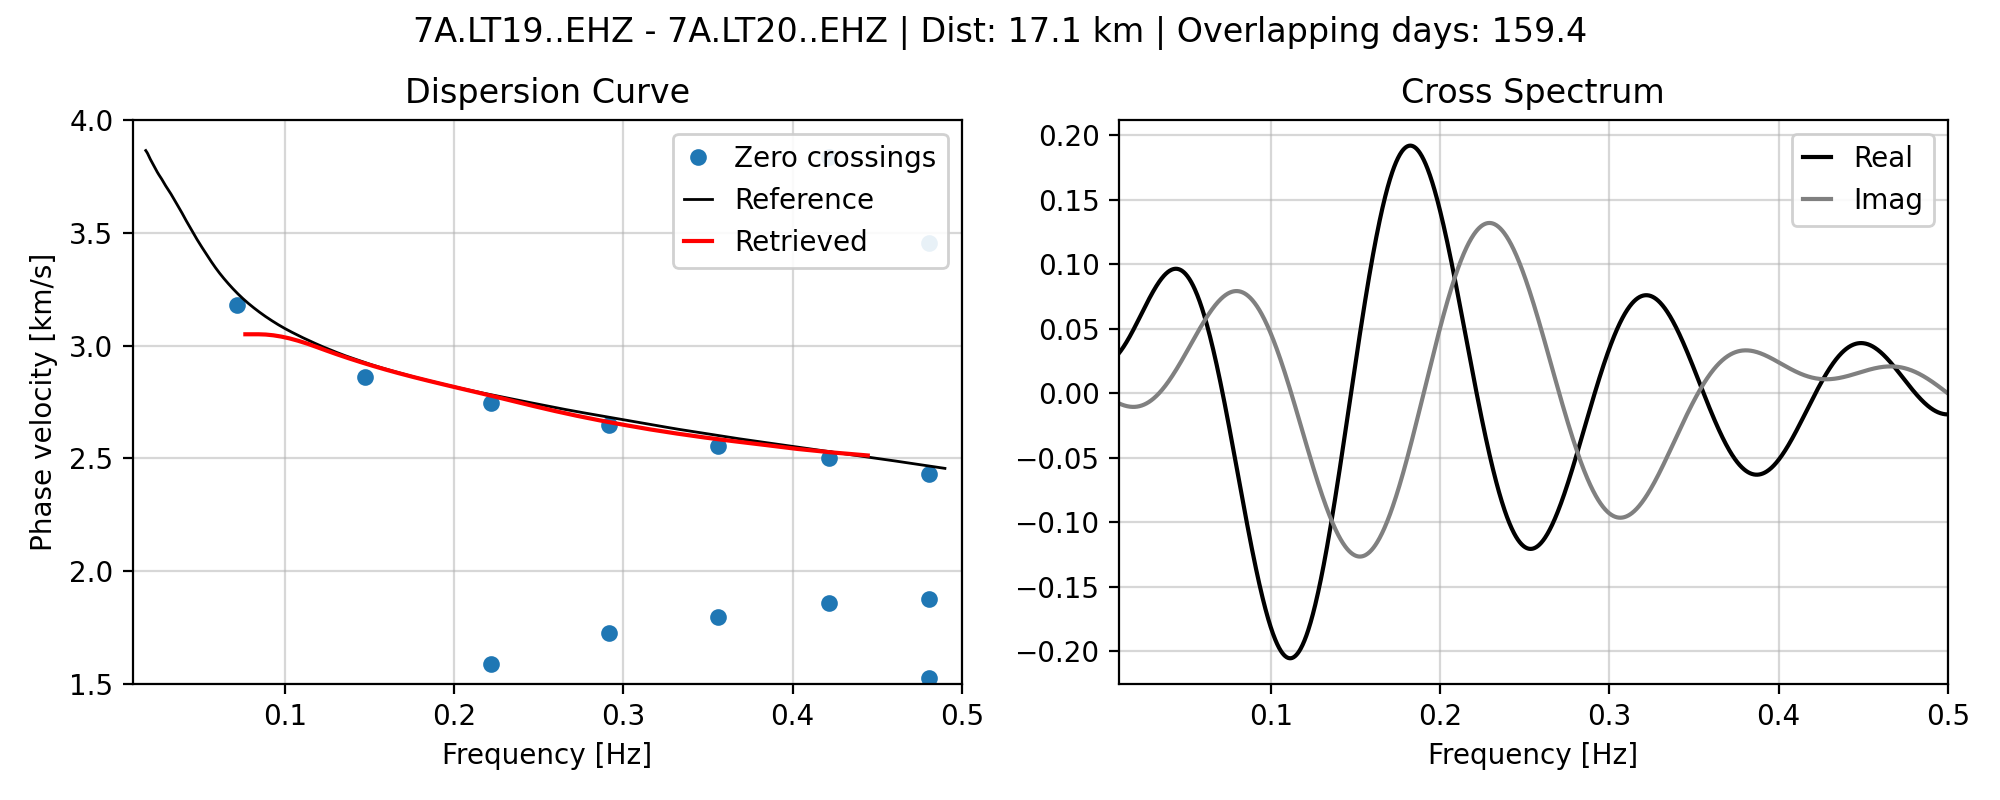 7A.LT19..EHZ - 7A.LT20..EHZ | Dist: 17.1 km | Overlapping days: 159.4
Dispersion Curve
4.0
3.5
3.0
2.5
2.0
1.5
Phase velocity [km/s]
0.1
0.2
0.3
0.4
0.5
Frequency [Hz]
Zero crossings
Reference
Retrieved
Cross Spectrum
0.20
0.15
0.10
0.05
0.00
−0.05
−0.10
−0.15
−0.20
0.1
0.2
0.3
0.4
0.5
Frequency [Hz]
Real
Imag